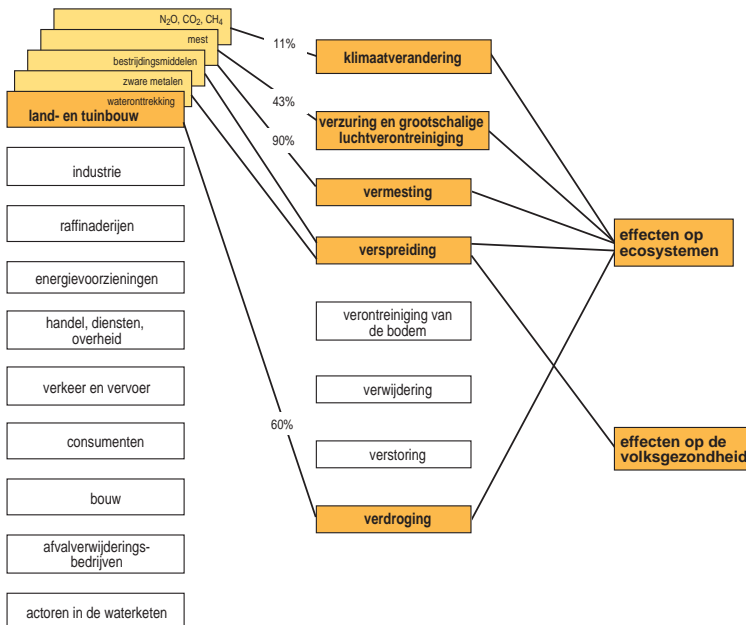 N₂O, CO₂, CH₄
mest
bestrijdingsmiddelen
zware metalen
wateronttrekking
land- en tuinbouw
industrie
raffinaderijen
energievoorzieningen
handel, diensten,
overheid
verkeer en vervoer
consumenten
bouw
afvalverwijderings-
bedrijven
actoren in de waterketen
11%
43%
90%
60%
klimaatverandering
verzuring en grootschalige
luchtverontreiniging
vermesting
verspreiding
verontreiniging van
de bodem
verwijdering
verstoring
verdroging
effecten op
ecosystemen
effecten op de
volksgezondheid